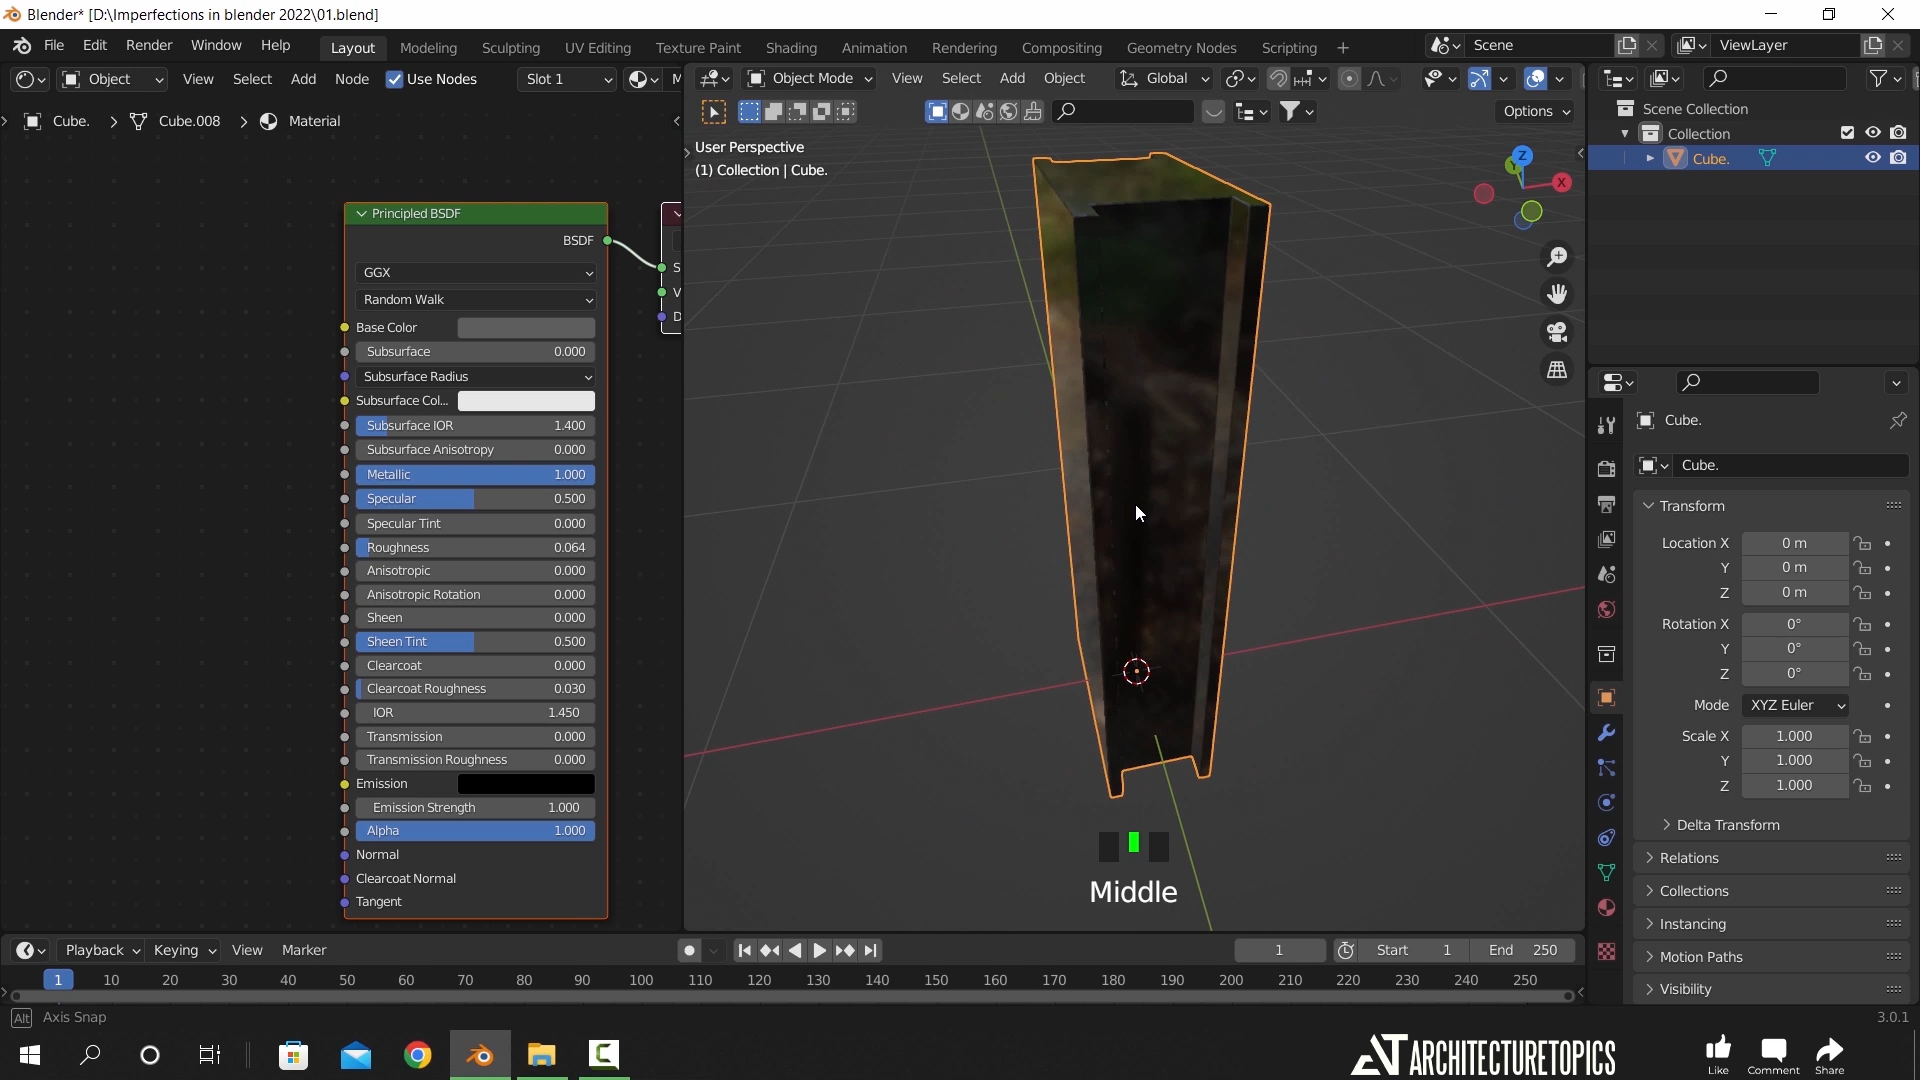 Blender* [D:\Imperfections in blender 2022\01.blend]
File Edit Render Window Help Layout Modeling Sculpting UV Editing Texture Paint Shading Animation Rendering Compositing Geometry Nodes Scripting + Scene ViewLayer
Object View Select Add Node Use Nodes Slot 1 M
Object Mode View Select Add Object Global
Options
Cube. > Cube.008 > Material
User Perspective
(1) Collection | Cube.
Z
Y
X
Principled BSDF
BSDF
GGX
Random Walk
Base Color
Subsurface 0.000
Subsurface Radius
Subsurface Col...
Subsurface IOR 1.400
Subsurface Anisotropy 0.000
Metallic 1.000
Specular 0.500
Specular Tint 0.000
Roughness 0.064
Anisotropic 0.000
Anisotropic Rotation 0.000
Sheen 0.000
Sheen Tint 0.500
Clearcoat 0.000
Clearcoat Roughness 0.030
IOR 1.450
Transmission 0.000
Transmission Roughness 0.000
Emission
Emission Strength 1.000
Alpha 1.000
Normal
Clearcoat Normal
Tangent
S
V
D
Middle
Scene Collection
Collection
Cube.
Cube.
Cube.
Transform
Location X 0 m
Y 0 m
Z 0 m
Rotation X 0°
Y 0°
Z 0°
Mode XYZ Euler
Scale X 1.000
Y 1.000
Z 1.000
Delta Transform
Relations
Collections
Instancing
Motion Paths
Visibility
Playback Keying View Marker 1 Start 1 End 250
1 10 20 30 40 50 60 70 80 90 100 110 120 130 140 150 160 170 180 190 200 210 220 230 240 250
Alt Axis Snap 3.0.1
ARCHITECTURETOPICS
Like Comment Share